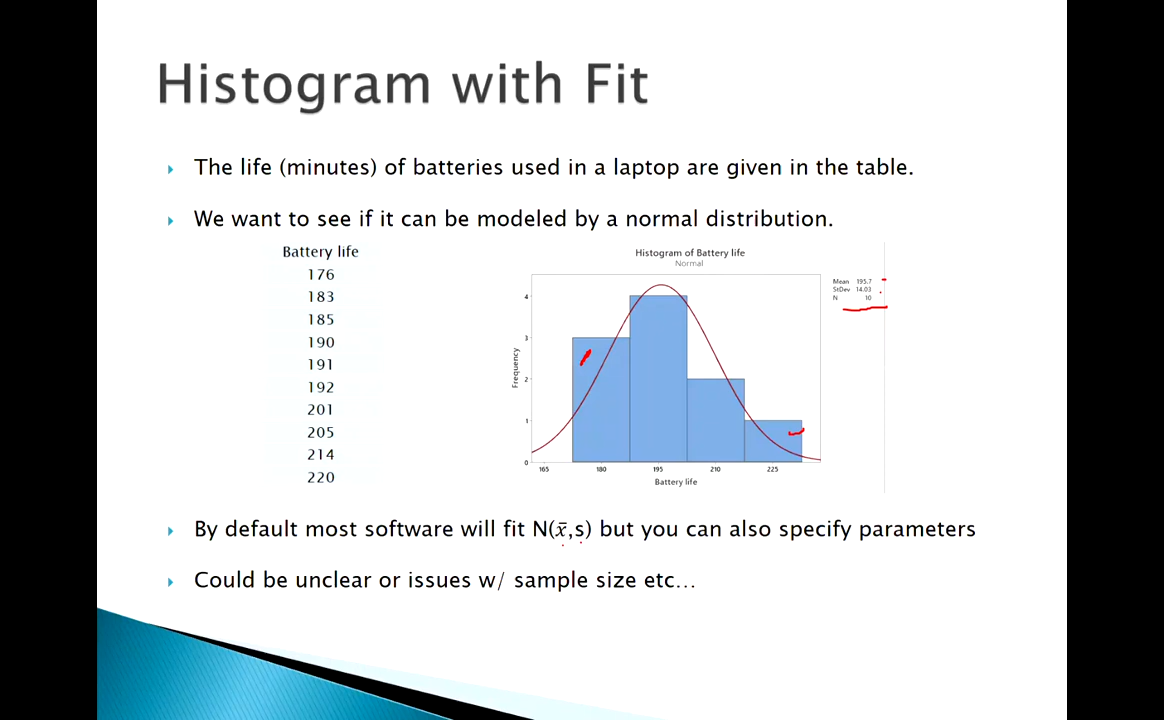 Histogram with Fit
The life (minutes) of batteries used in a laptop are given in the table.
We want to see if it can be modeled by a normal distribution.
Battery life
176
183
185
190
191
192
201
205
214
220
Histogram of Battery life
Normal
Mean 195.7
StDev 14.03
N 10
Frequency
4
3
2
1
0
165 180 195 210 225
Battery life
By default most software will fit N(x̄,s) but you can also specify parameters
Could be unclear or issues w/ sample size etc…